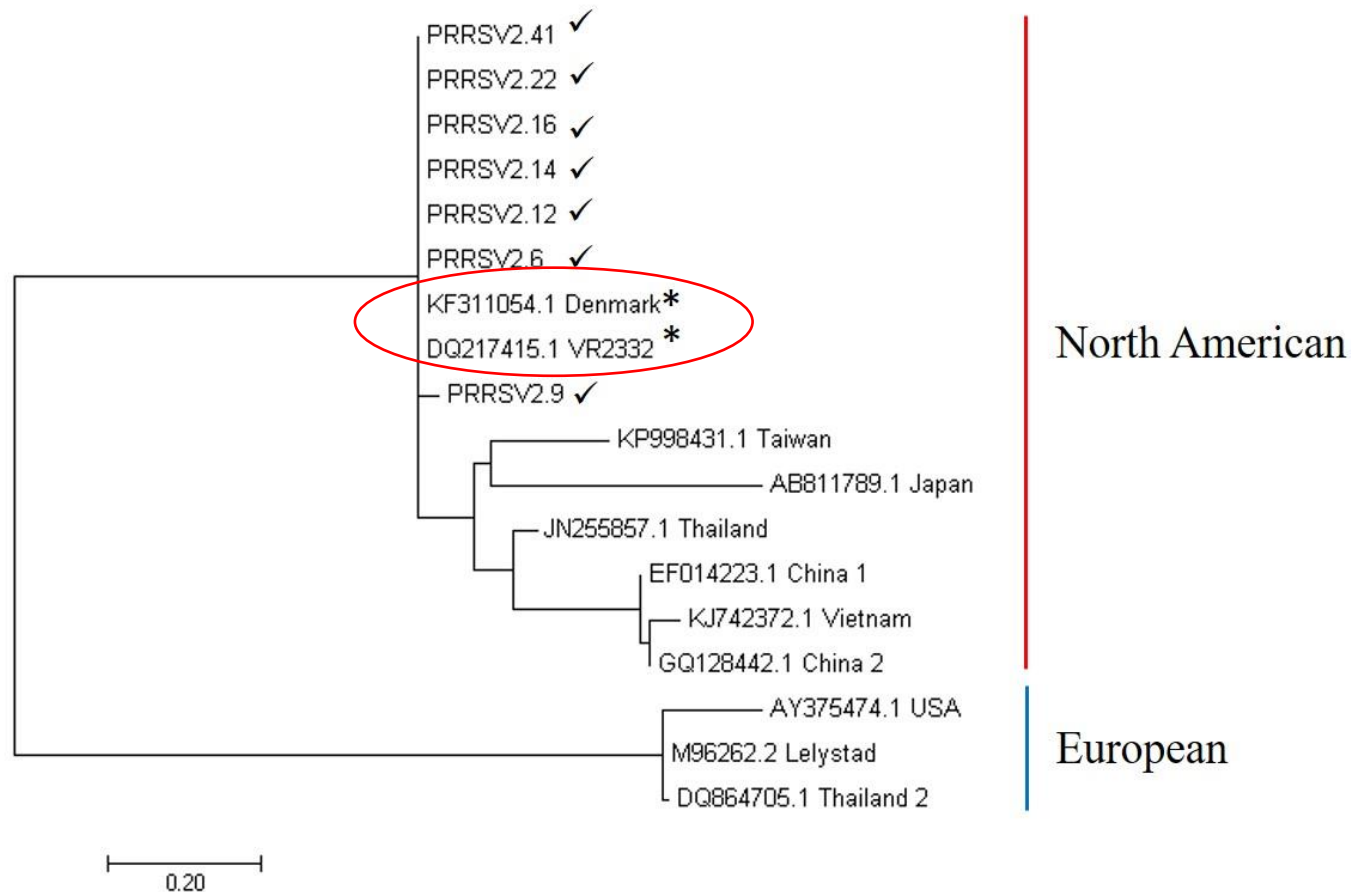 PRRSV2.41 ✓
PRRSV2.22 ✓
PRRSV2.16 ✓
PRRSV2.14 ✓
PRRSV2.12 ✓
PRRSV2.6 ✓
KF311054.1 Denmark*
DQ217415.1 VR2332 *
PRRSV2.9 ✓
KP998431.1 Taiwan
AB811789.1 Japan
JN255857.1 Thailand
EF014223.1 China 1
KJ742372.1 Vietnam
GQ128442.1 China 2
North American
AY375474.1 USA
M96262.2 Lelystad
DQ864705.1 Thailand 2
European
0.20